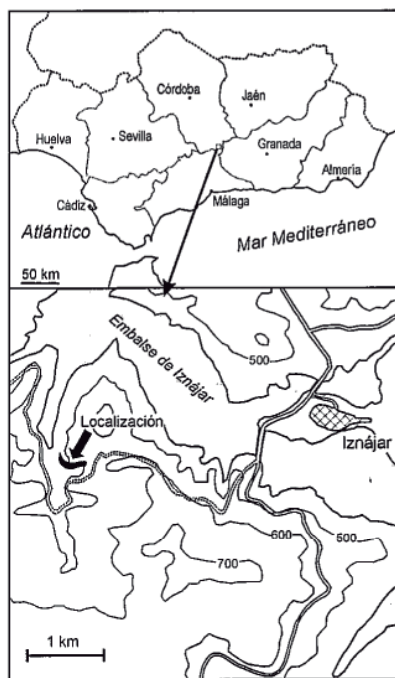 Córdoba
Jaén
Huelva
Sevilla
Granada
Almería
Cádiz
Málaga
Atlántico
Mar Mediterráneo
50 km
Embalse de Iznájar
500
Localización
Iznájar
600
500
700
1 km